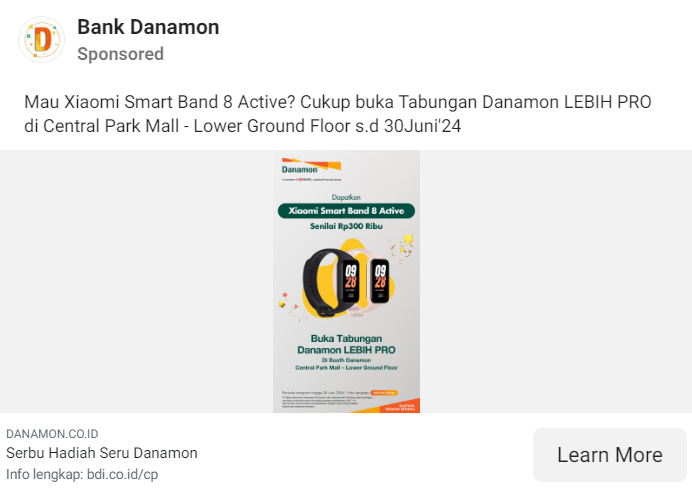 Bank Danamon
Sponsored
Mau Xiaomi Smart Band 8 Active? Cukup buka Tabungan Danamon LEBIH PRO
di Central Park Mall - Lower Ground Floor s.d 30Juni'24
Danamon
Dapatkan
Xiaomi Smart Band 8 Active
Senilai Rp300 Ribu
09
28
09
28
Buka Tabungan
Danamon LEBIH PRO
Di Booth Danamon
Central Park Mall – Lower Ground Floor
DANAMON.CO.ID
Serbu Hadiah Seru Danamon
Info lengkap: bdi.co.id/cp
Learn More